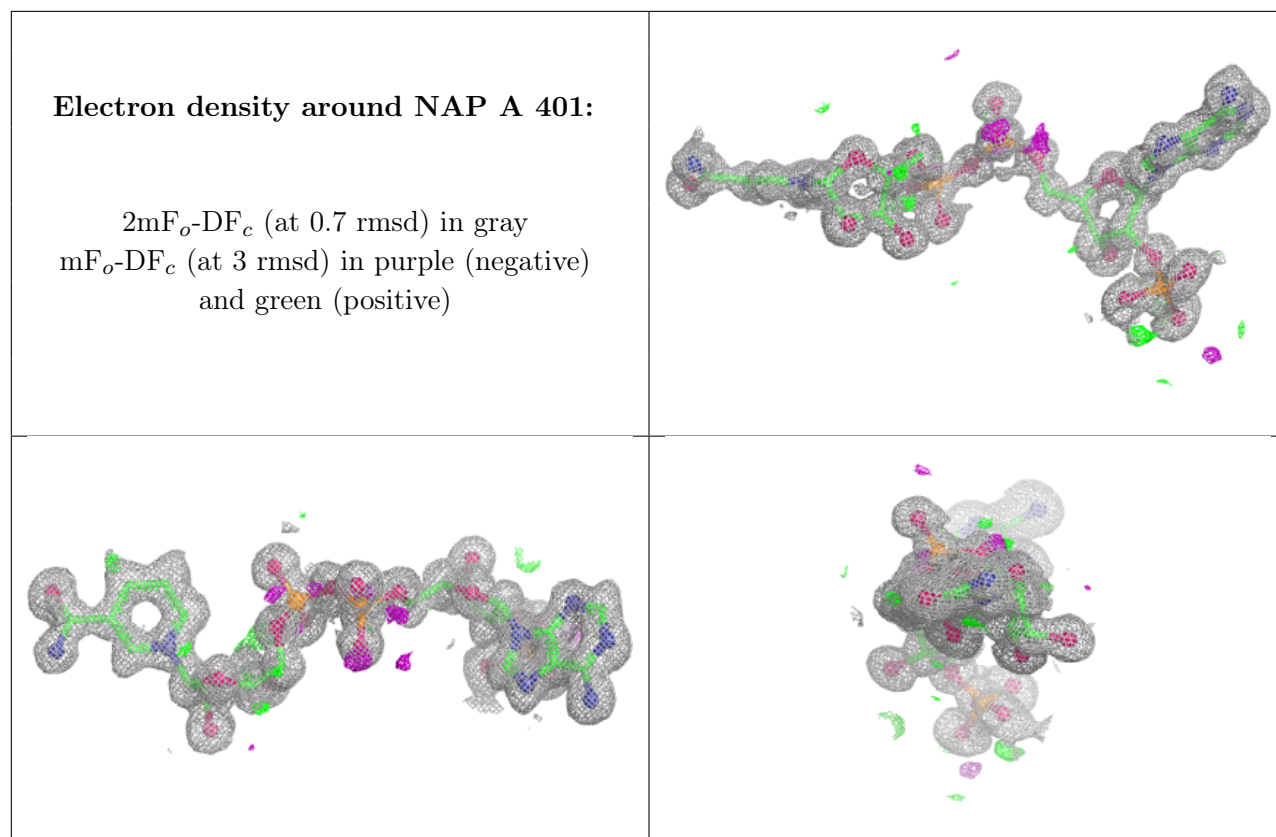 Electron density around NAP A 401:
2mFo-DFc (at 0.7 rmsd) in gray
mFo-DFc (at 3 rmsd) in purple (negative)
and green (positive)